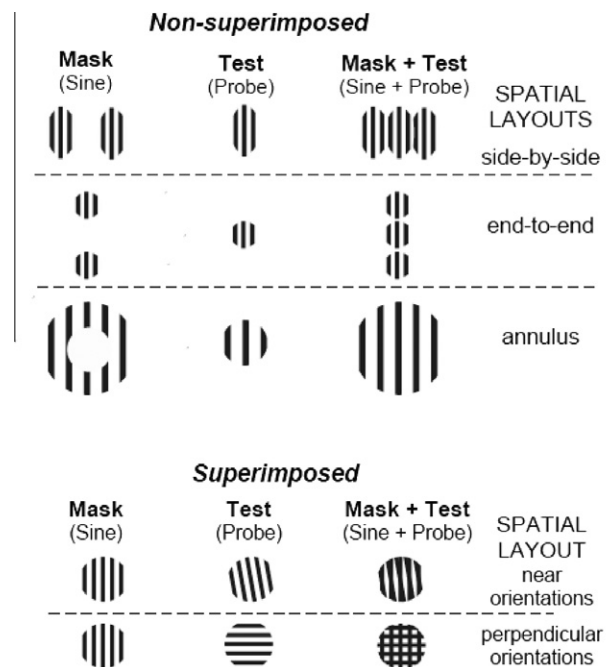 Non-superimposed
Mask Test Mask + Test
(Sine) (Probe) (Sine + Probe)
SPATIAL
LAYOUTS
side-by-side
end-to-end
annulus
Superimposed
Mask Test Mask + Test
(Sine) (Probe) (Sine + Probe)
SPATIAL
LAYOUT
near
orientations
perpendicular
orientations